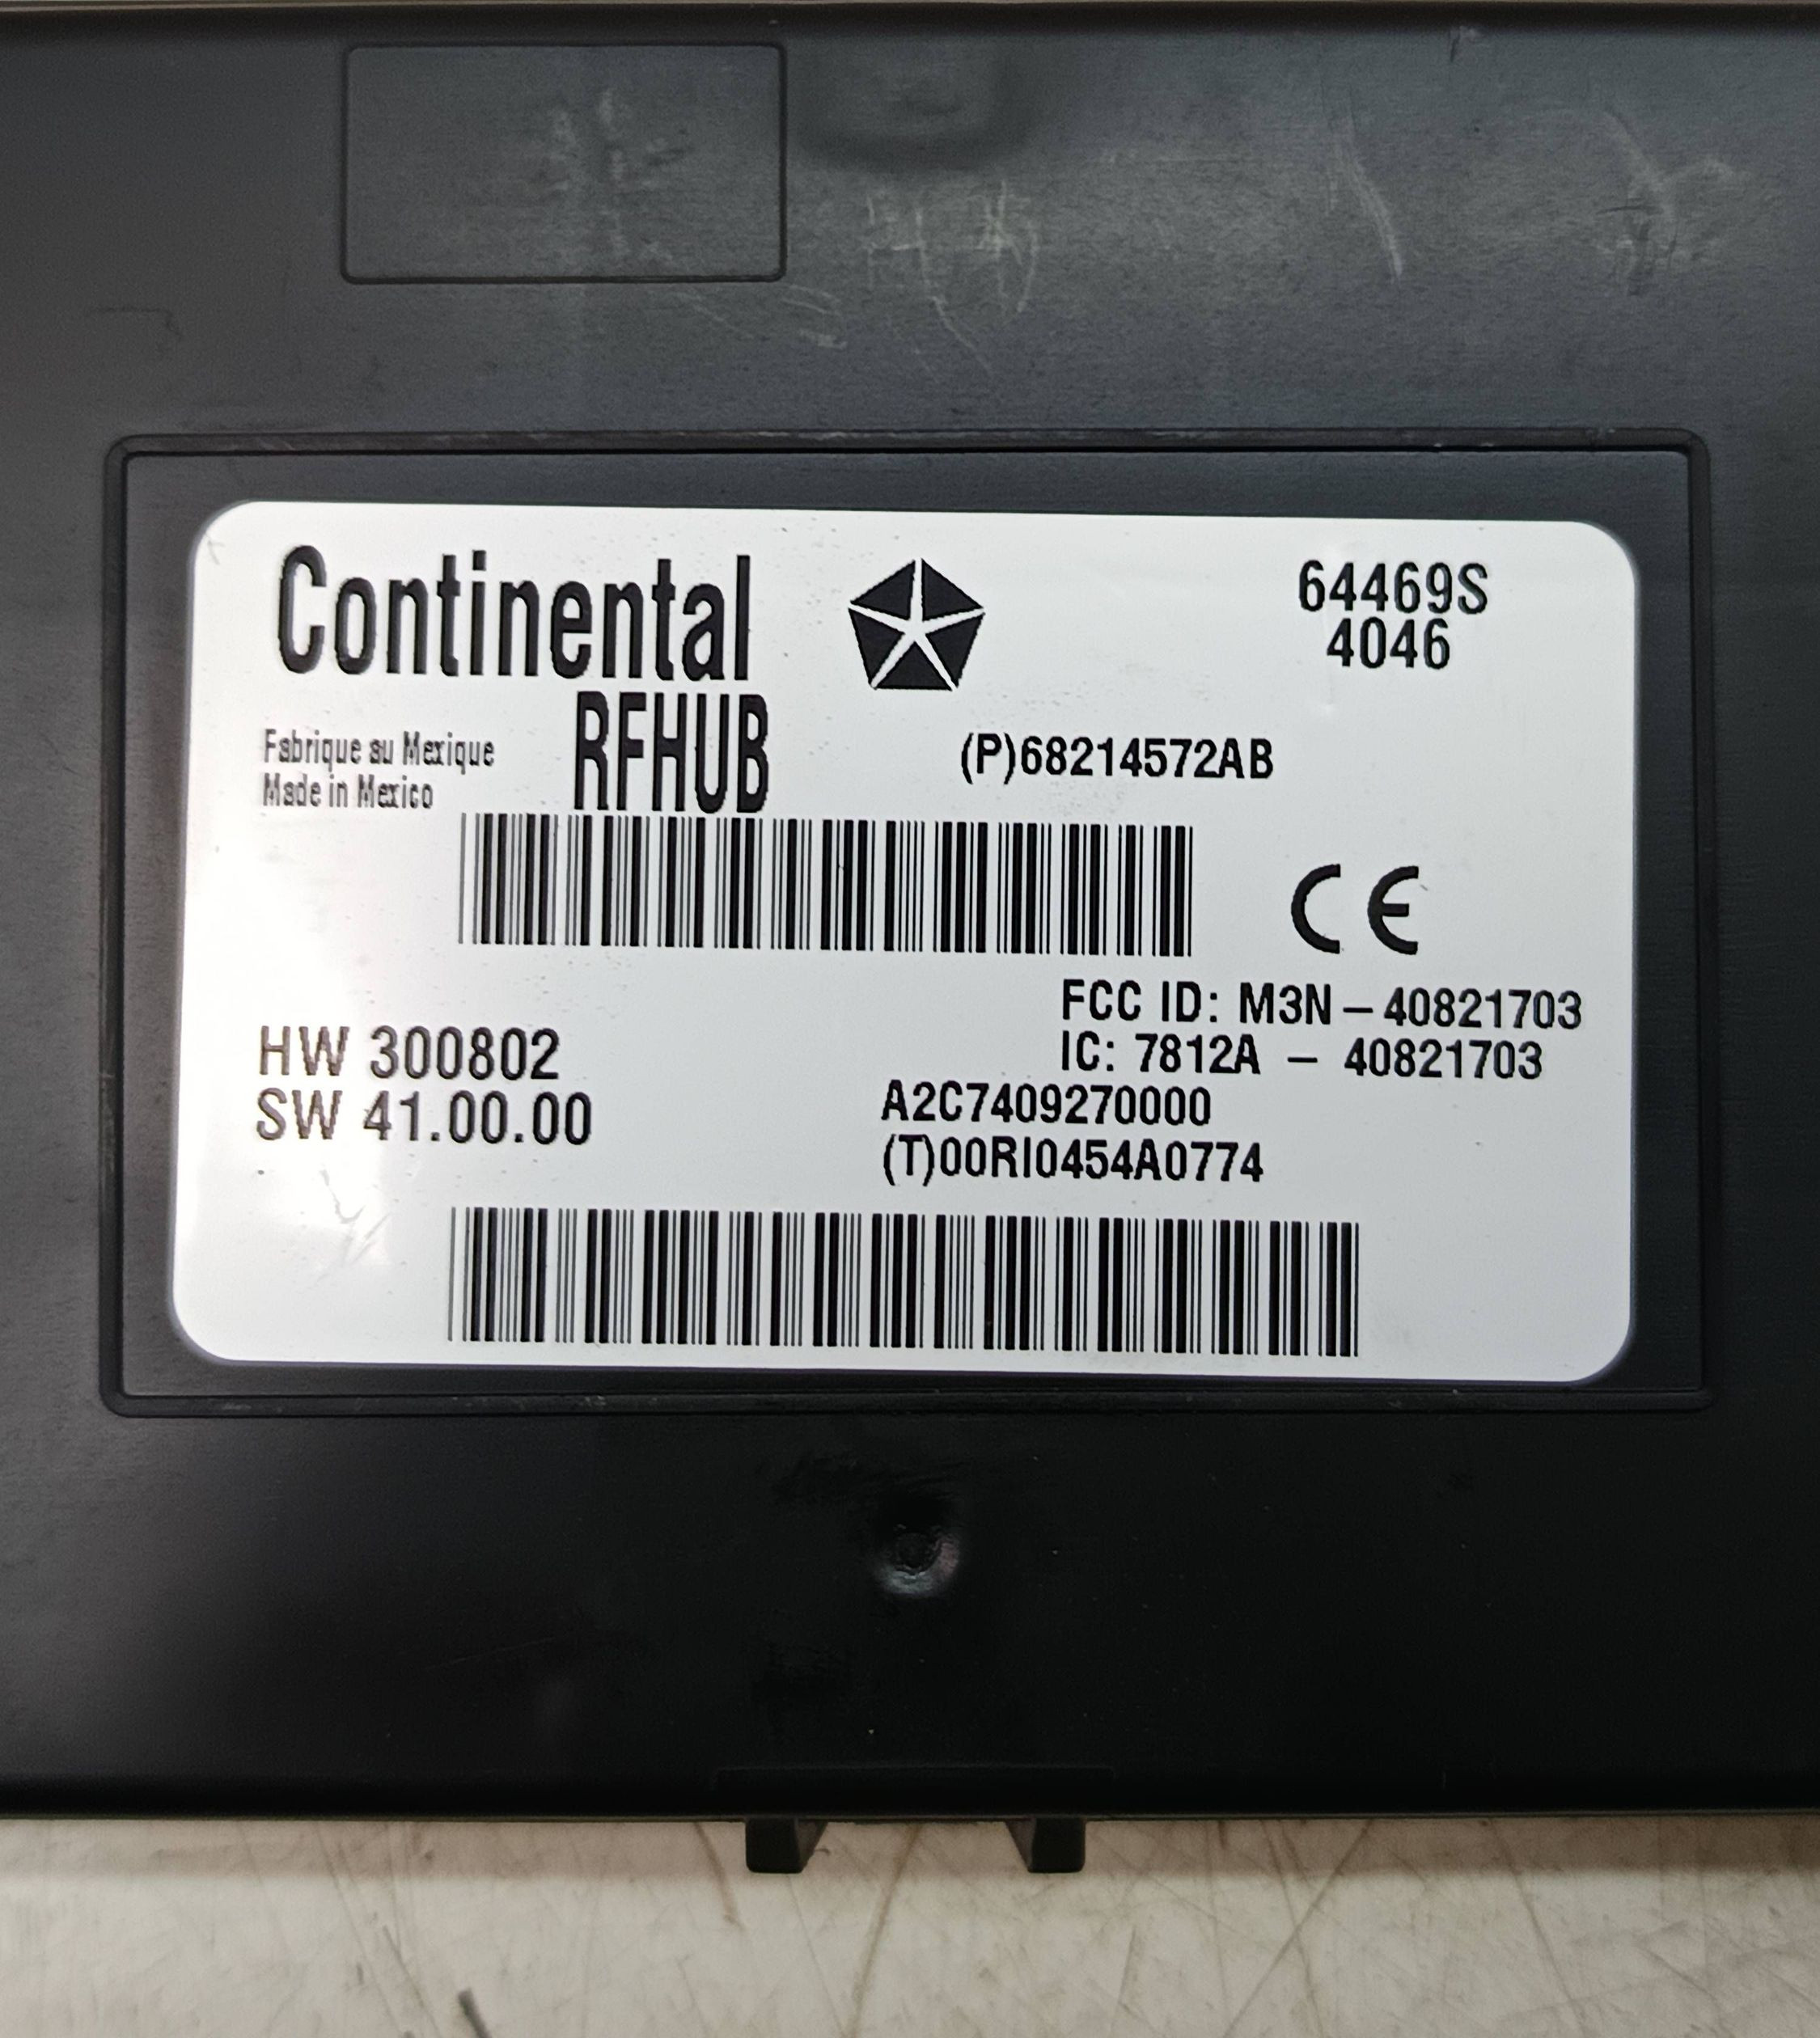 Continental
64469S
4046
RFHUB
Fabrique au Mexique
Made in Mexico
(P)68214572AB
CE
FCC ID: M3N-40821703
IC: 7812A - 40821703
HW 300802
SW 41.00.00
A2C7409270000
(T)00RI0454A0774